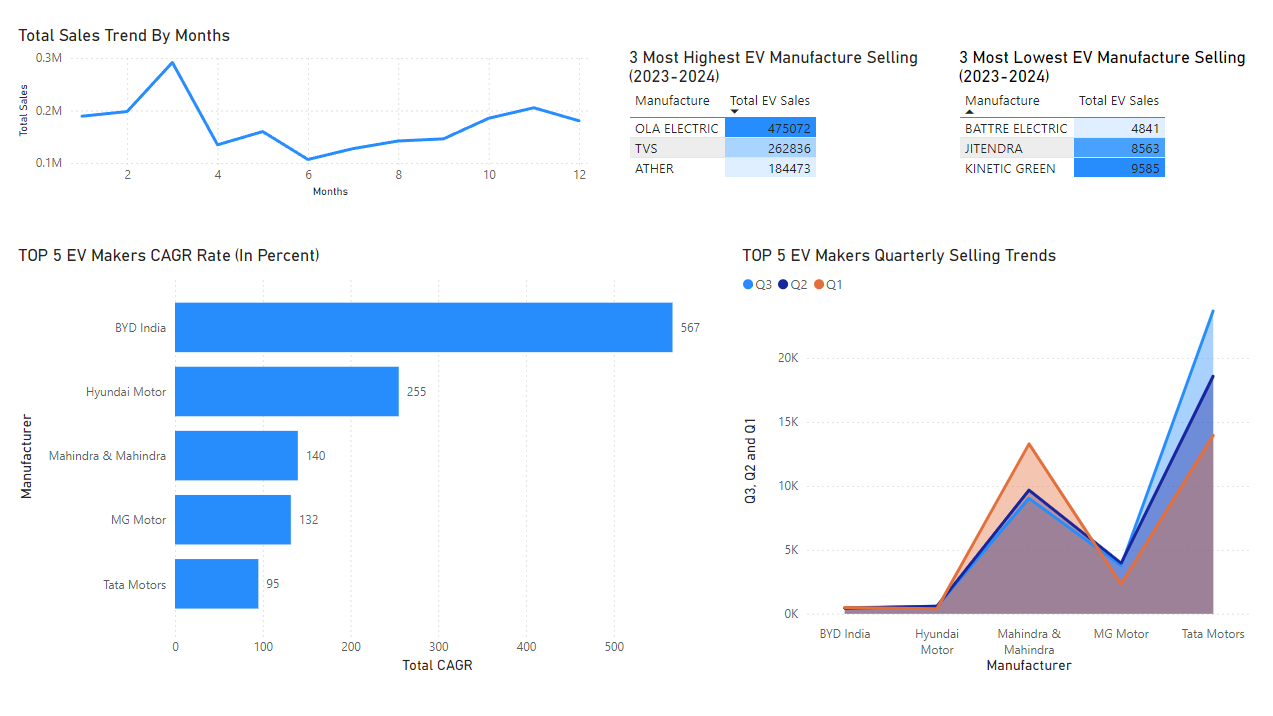 Total Sales Trend By Months
Total Sales
0.3M
0.2M
0.1M
2 4 6 8 10 12
Months
3 Most Highest EV Manufacture Selling
(2023-2024)
Manufacture Total EV Sales
OLA ELECTRIC 475072
TVS 262836
ATHER 184473
3 Most Lowest EV Manufacture Selling
(2023-2024)
Manufacture Total EV Sales
BATTRE ELECTRIC 4841
JITENDRA 8563
KINETIC GREEN 9585
TOP 5 EV Makers CAGR Rate (In Percent)
Manufacturer
BYD India 567
Hyundai Motor 255
Mahindra & Mahindra 140
MG Motor 132
Tata Motors 95
0 100 200 300 400 500
Total CAGR
TOP 5 EV Makers Quarterly Selling Trends
Q3 Q2 Q1
Q3, Q2 and Q1
20K
15K
10K
5K
0K
BYD India Hyundai Mahindra & MG Motor Tata Motors
Motor Mahindra
Manufacturer